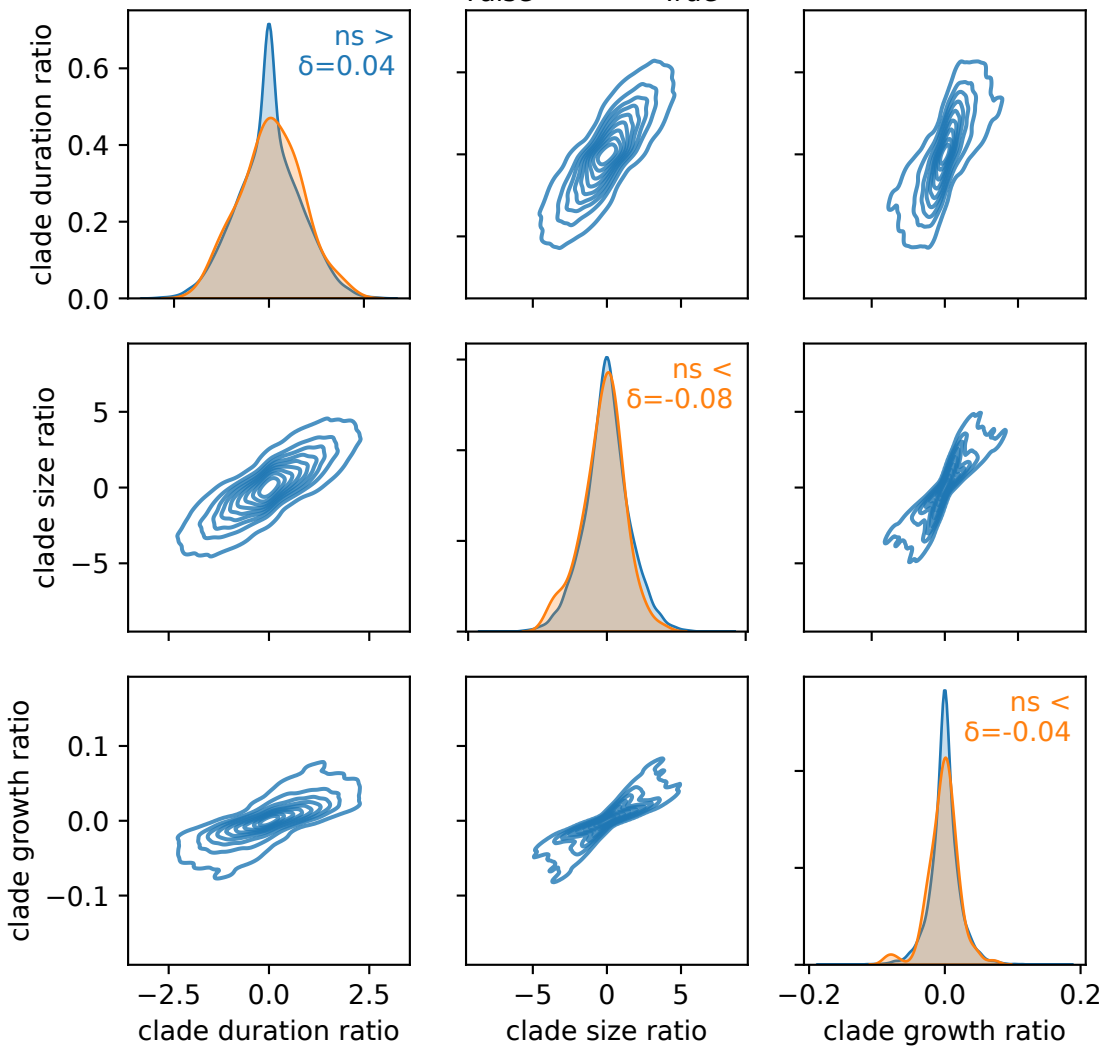 ns >
δ=0.04
clade duration ratio
0.6
0.4
0.2
0.0
ns <
δ=-0.08
clade size ratio
5
0
−5
ns <
δ=-0.04
clade growth ratio
0.1
0.0
−0.1
−2.5 0.0 2.5
−5 0 5
−0.2 0.0 0.2
clade duration ratio
clade size ratio
clade growth ratio